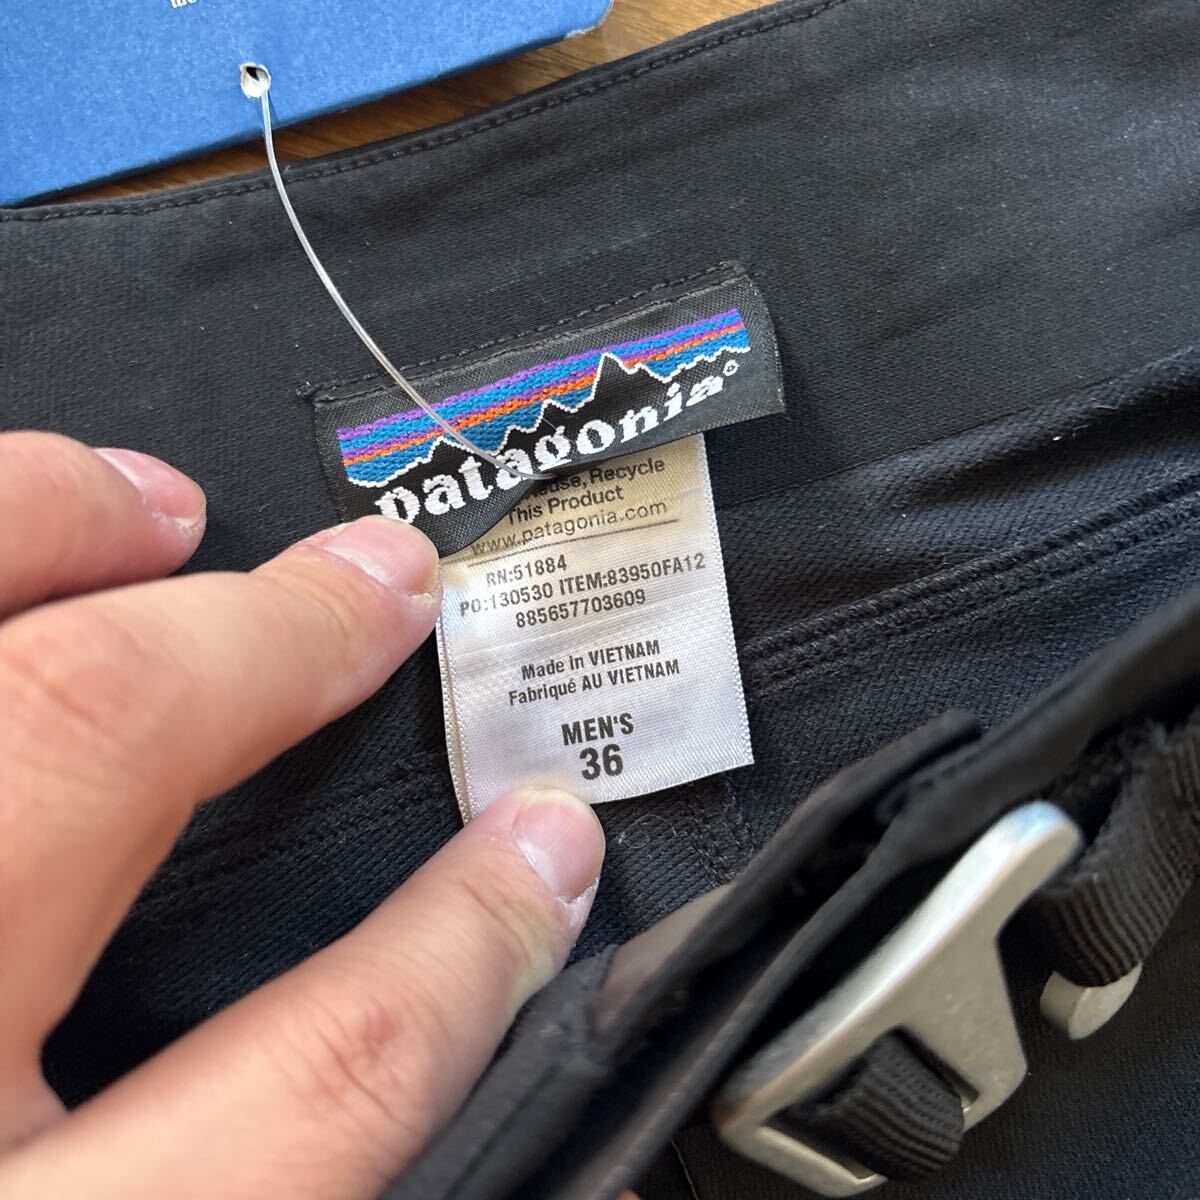 patagonia®
Reuse, Recycle
This Product
www.patagonia.com
RN:51884
PO:130530 ITEM:83950FA12
885657703609
Made in VIETNAM
Fabriqué AU VIETNAM
MEN'S
36